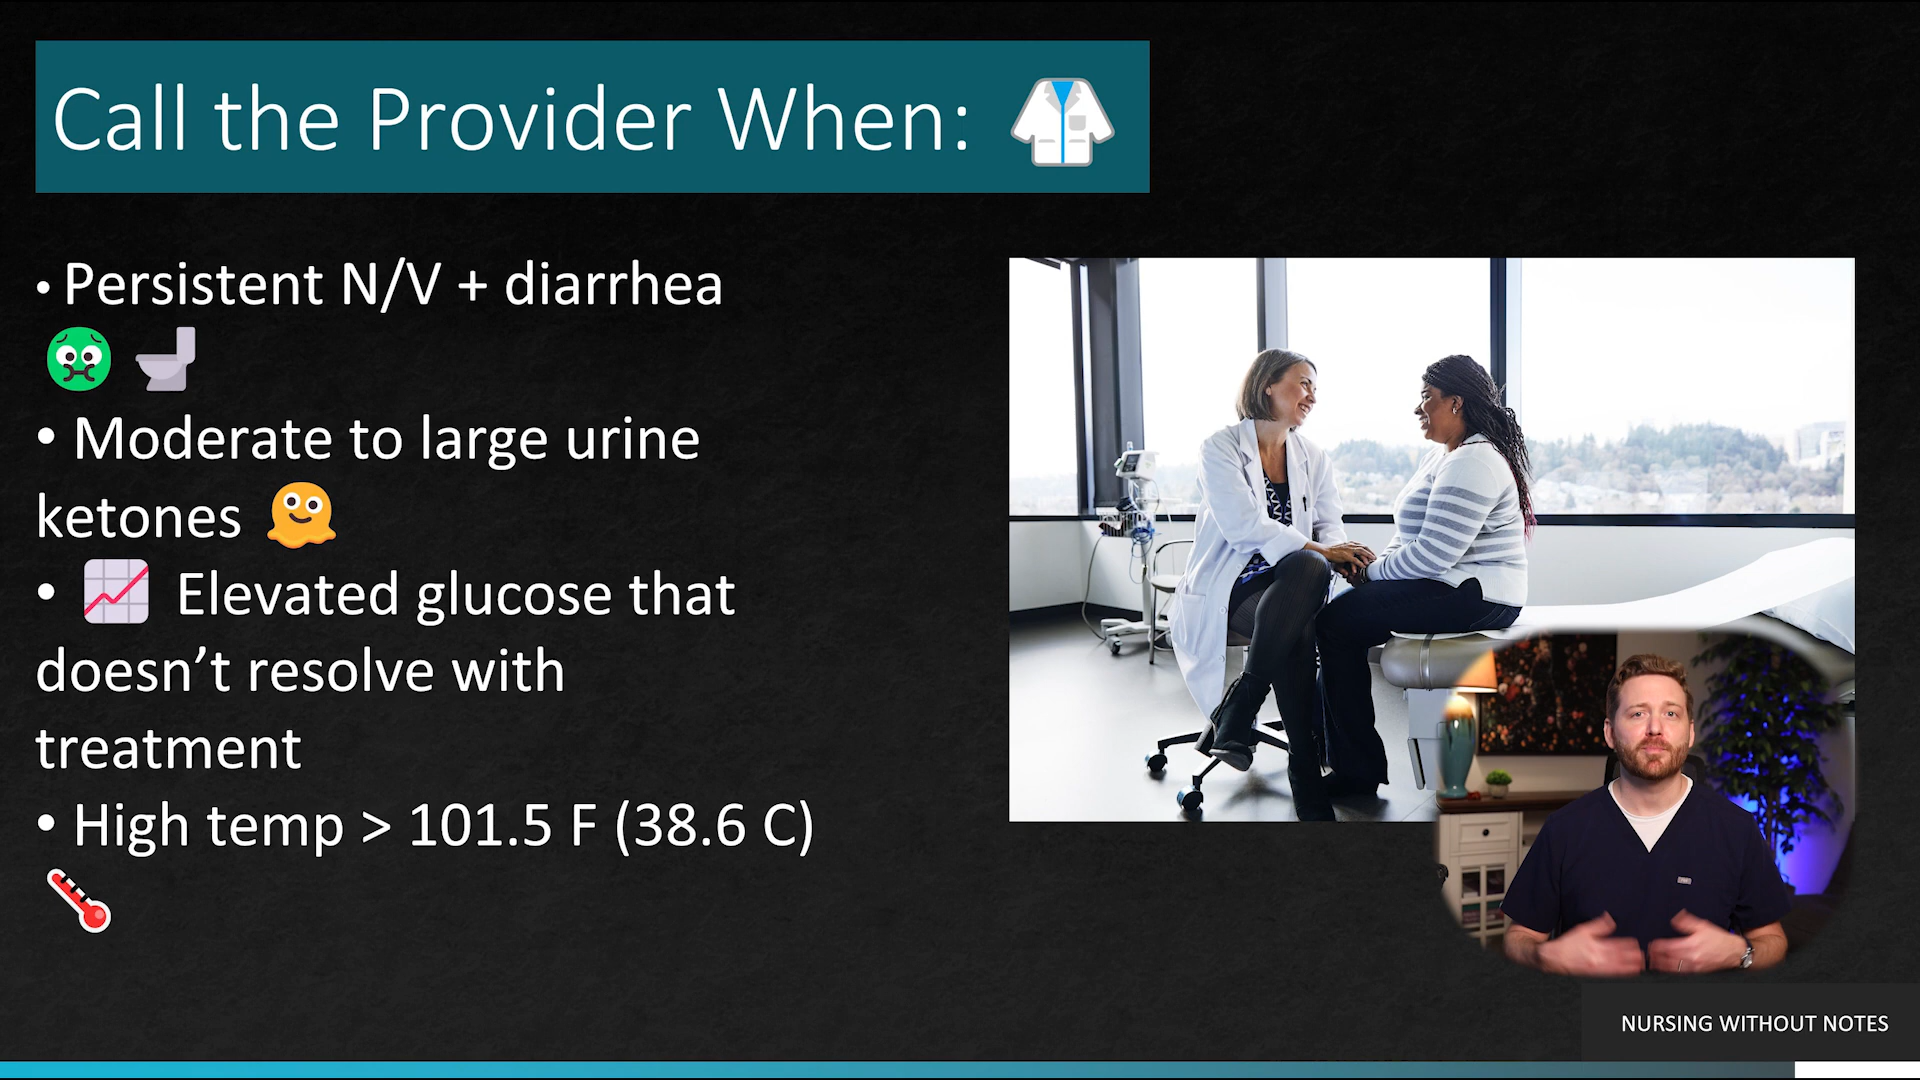 Call the Provider When:
• Persistent N/V + diarrhea
• Moderate to large urine
ketones
• Elevated glucose that
doesn’t resolve with
treatment
• High temp > 101.5 F (38.6 C)
NURSING WITHOUT NOTES